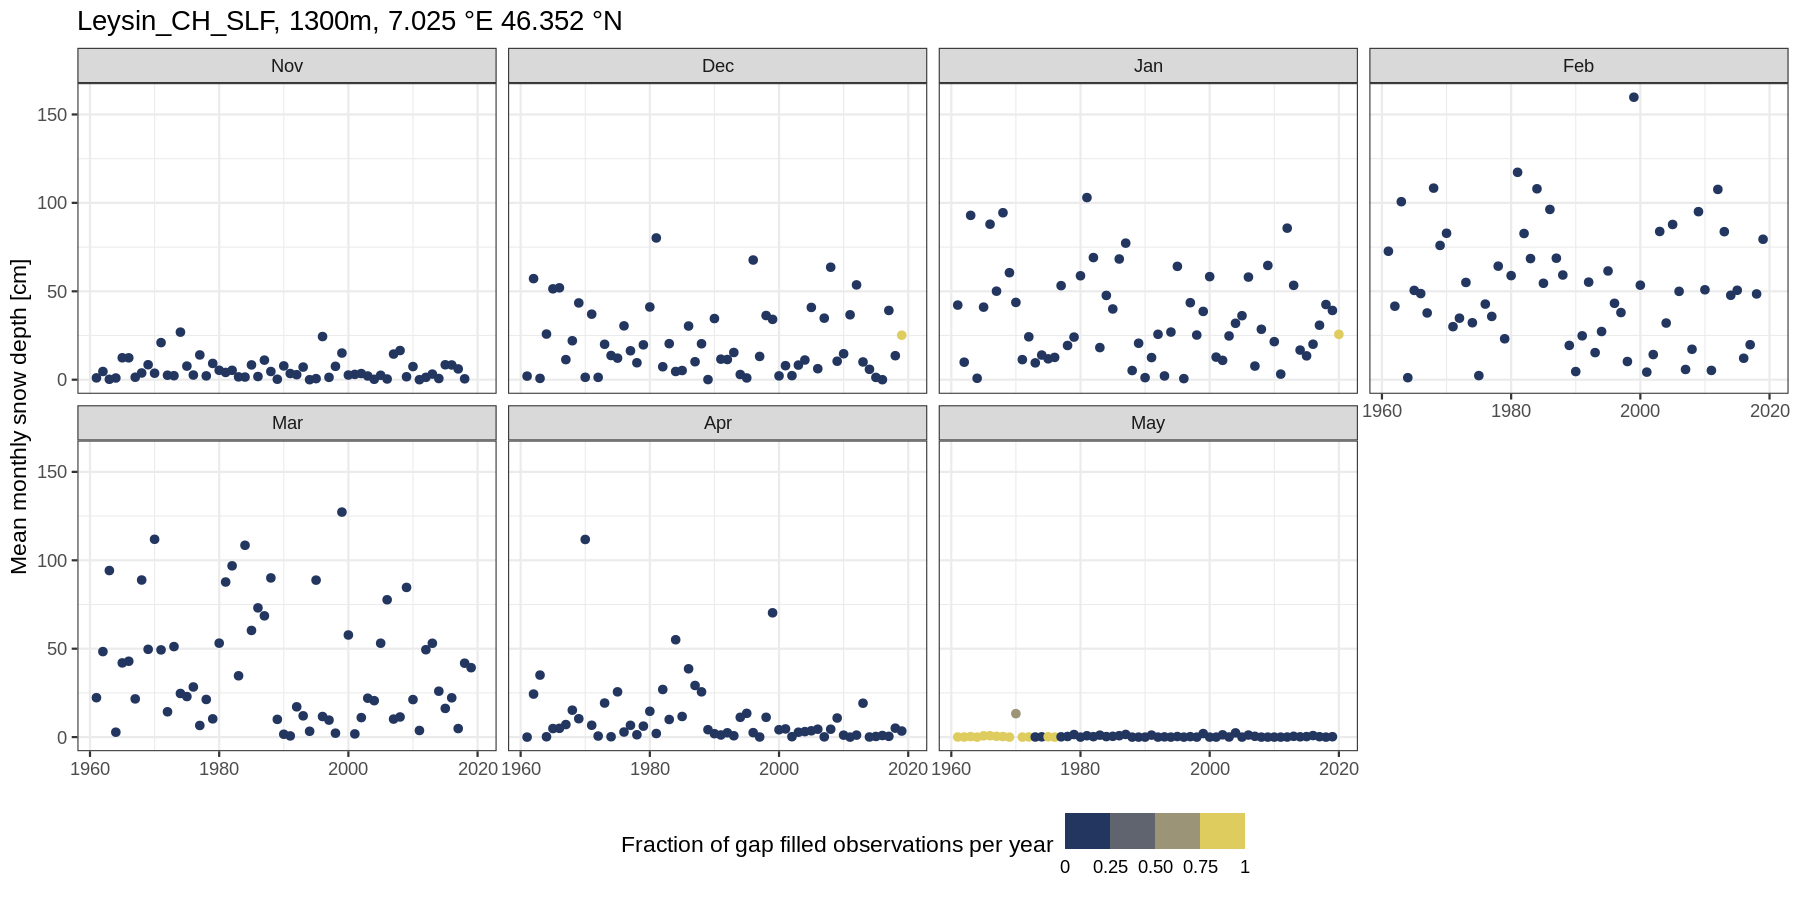 Leysin_CH_SLF, 1300m, 7.025 °E 46.352 °N
Nov
Dec
Jan
Feb
150
100
50
0
1960 1980 2000 2020
Mar
Apr
May
150
100
50
0
1960 1980 2000 2020 1960 1980 2000 2020 1960 1980 2000 2020
Mean monthly snow depth [cm]
Fraction of gap filled observations per year
0 0.25 0.50 0.75 1